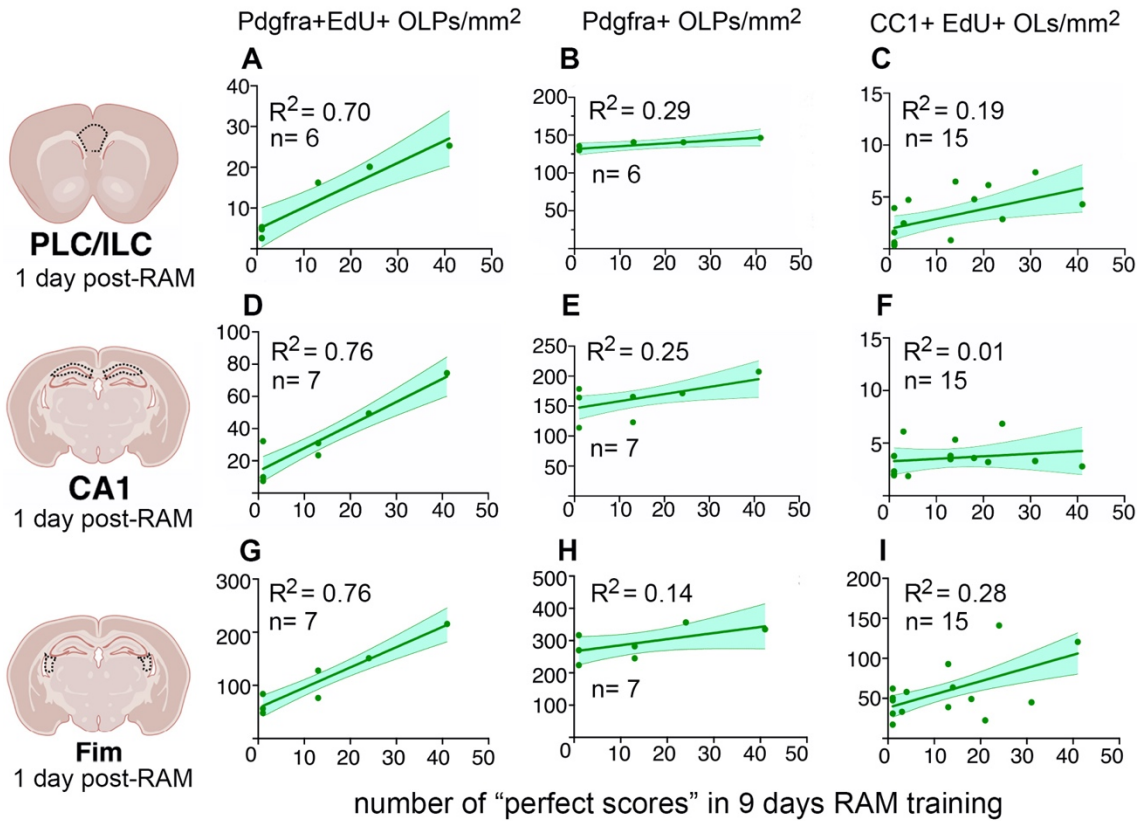 Pdgfra+EdU+ OLPs/mm²
Pdgfra+ OLPs/mm²
CC1+ EdU+ OLs/mm²
A
40
30
20
10
0
10
20
30
40
50
R² = 0.70
n= 6
B
200
150
100
50
0
0
10
20
30
40
50
R² = 0.29
n= 6
C
15
10
5
0
0
10
20
30
40
50
R² = 0.19
n= 15
PLC/ILC
1 day post-RAM
D
100
80
60
40
20
0
10
20
30
40
50
R² = 0.76
n= 7
E
250
200
150
100
50
0
0
10
20
30
40
50
R² = 0.25
n= 7
F
15
10
5
0
0
10
20
30
40
50
R² = 0.01
n= 15
CA1
1 day post-RAM
G
300
200
100
0
10
20
30
40
50
R² = 0.76
n= 7
H
500
400
300
200
100
0
0
10
20
30
40
50
R² = 0.14
n= 7
I
200
150
100
50
0
0
10
20
30
40
50
R² = 0.28
n= 15
Fim
1 day post-RAM
number of “perfect scores” in 9 days RAM training